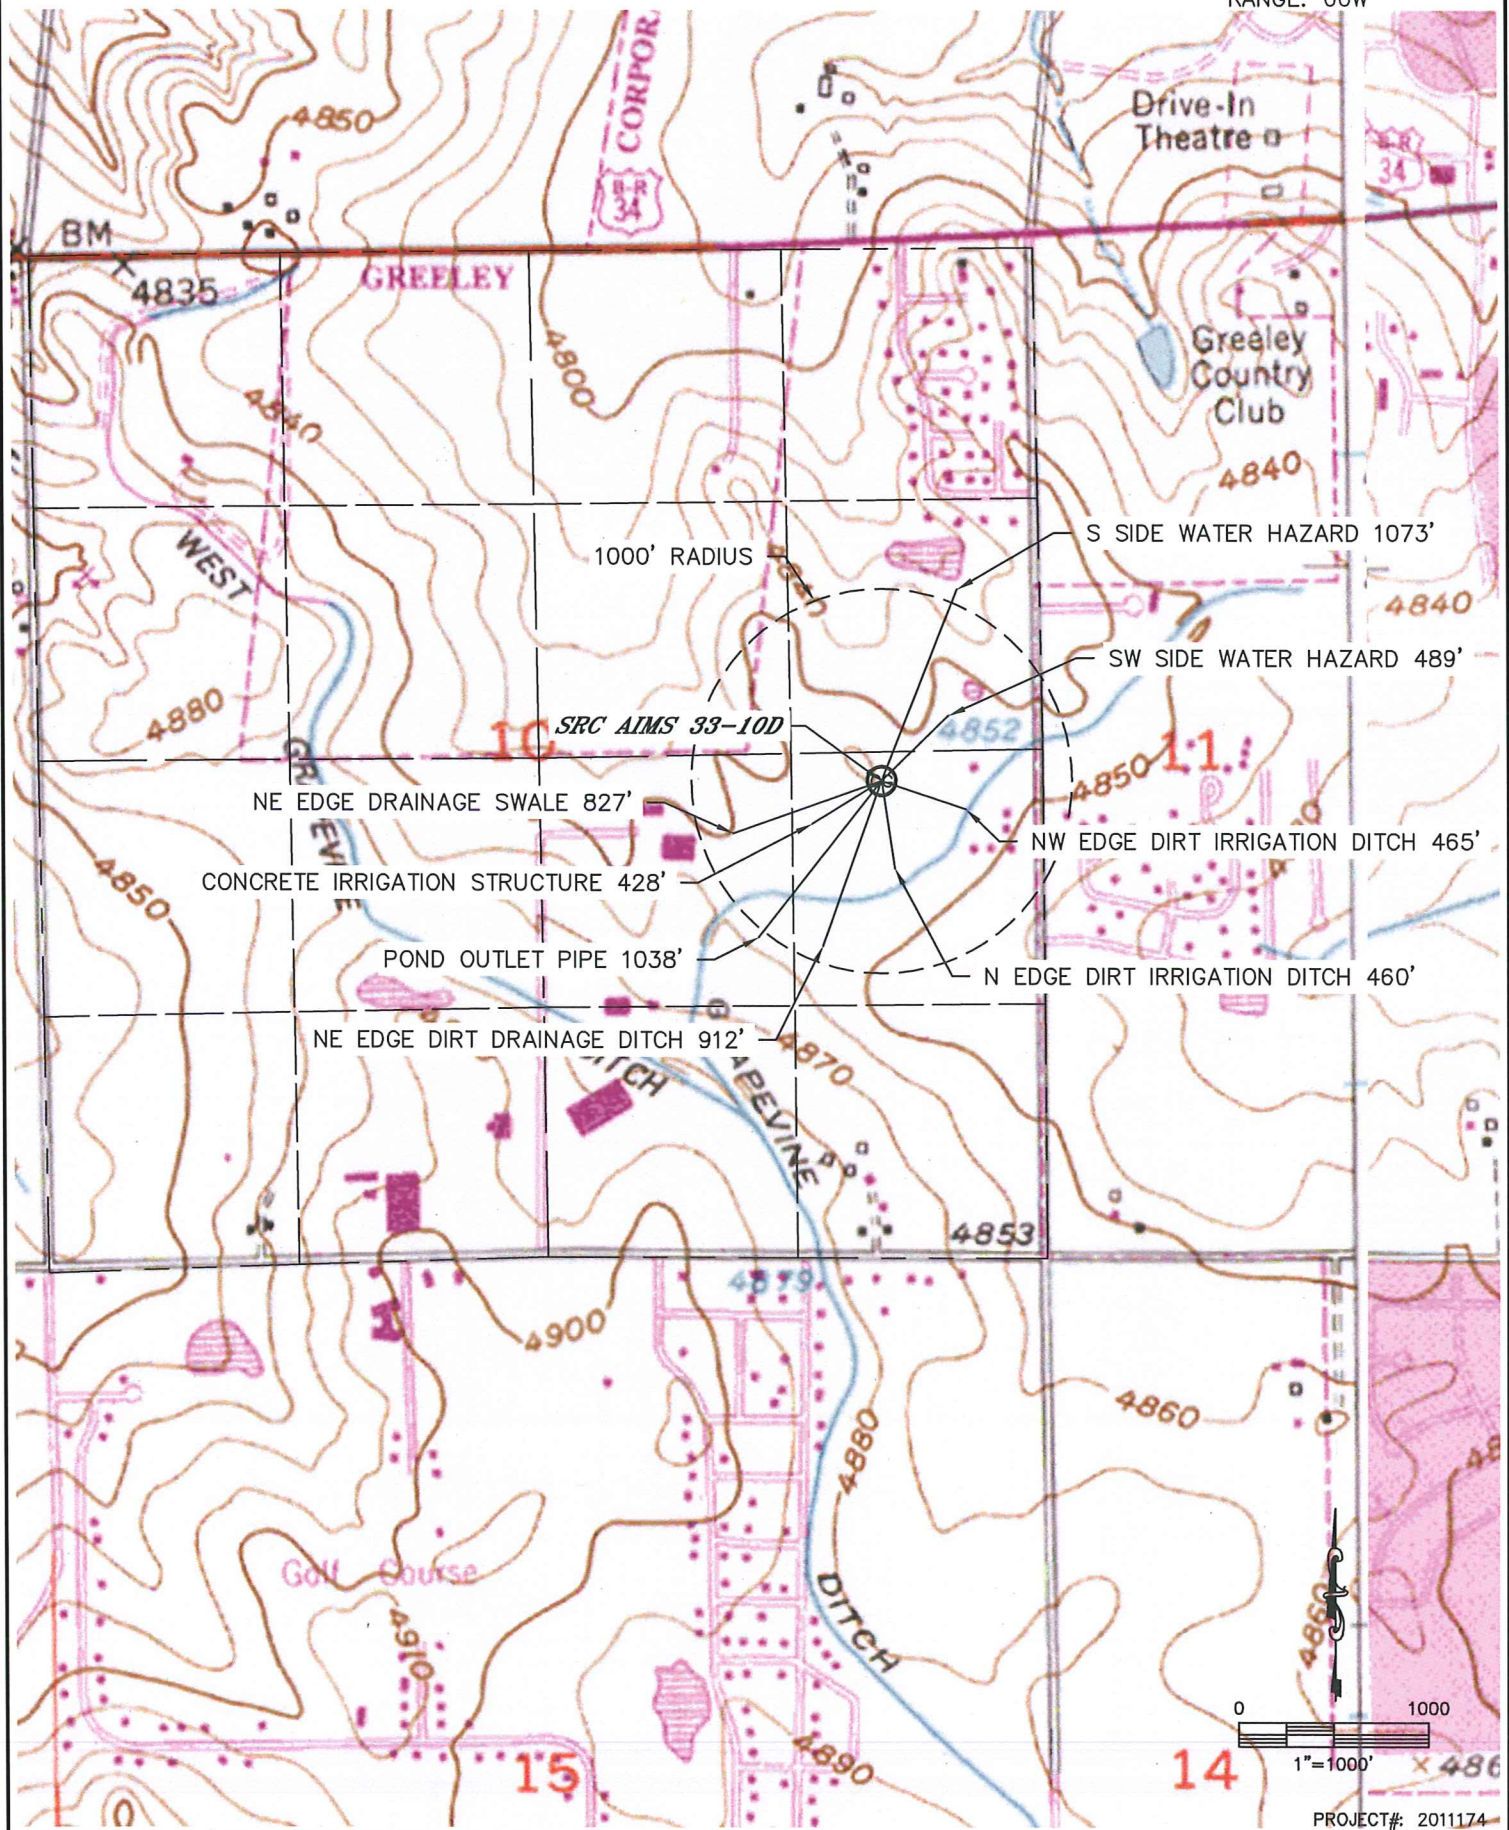 RANGE: 66W
CORPOR
4850
Drive-In
Theatre
B-R
34
B-R
34
BM
4835
GREELEY
Greeley
Country
Club
4800
4840
4840
WEST
1000' RADIUS
4840
S SIDE WATER HAZARD 1073'
4840
SW SIDE WATER HAZARD 489'
4880
10
SRC AIMS 33-10D
4852
11
4850
NE EDGE DRAINAGE SWALE 827'
NW EDGE DIRT IRRIGATION DITCH 465'
4850
CONCRETE IRRIGATION STRUCTURE 428'
POND OUTLET PIPE 1038'
N EDGE DIRT IRRIGATION DITCH 460'
NE EDGE DIRT DRAINAGE DITCH 912'
4870
DITCH
APEVINE
4853
4879
4900
4860
4880
Golf Course
4910
DITCH
4860
0 1000
1"=1000'
4890
15
14
486
PROJECT#: 2011174